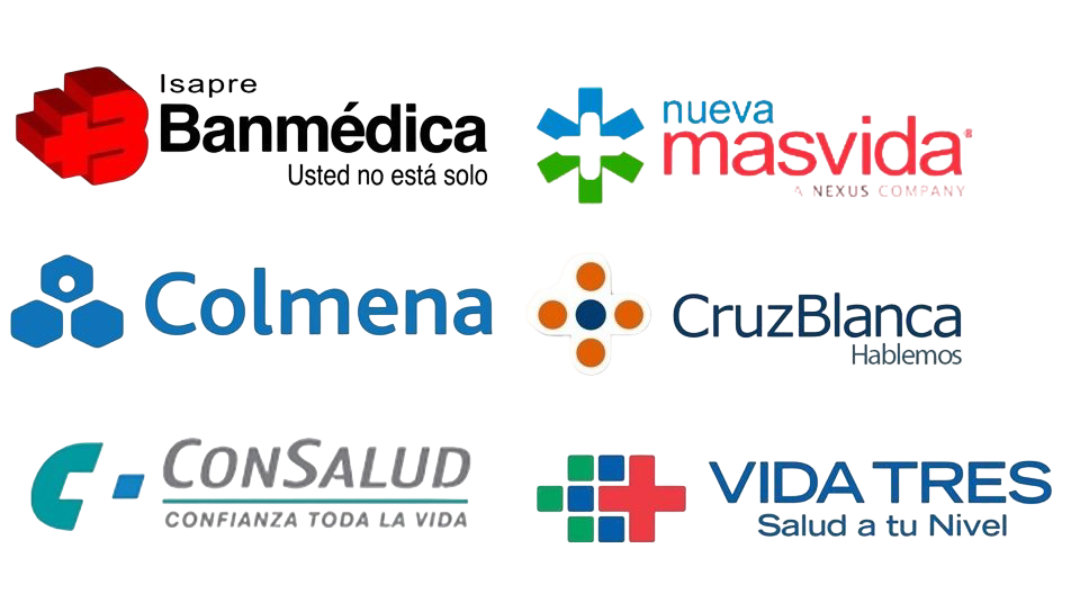 Isapre
Banmédica
Usted no está solo
nueva
masvida®
A NEXUS COMPANY
Colmena
CruzBlanca
Hablemos
CONSALUD
CONFIANZA TODA LA VIDA
VIDA TRES
Salud a tu Nivel